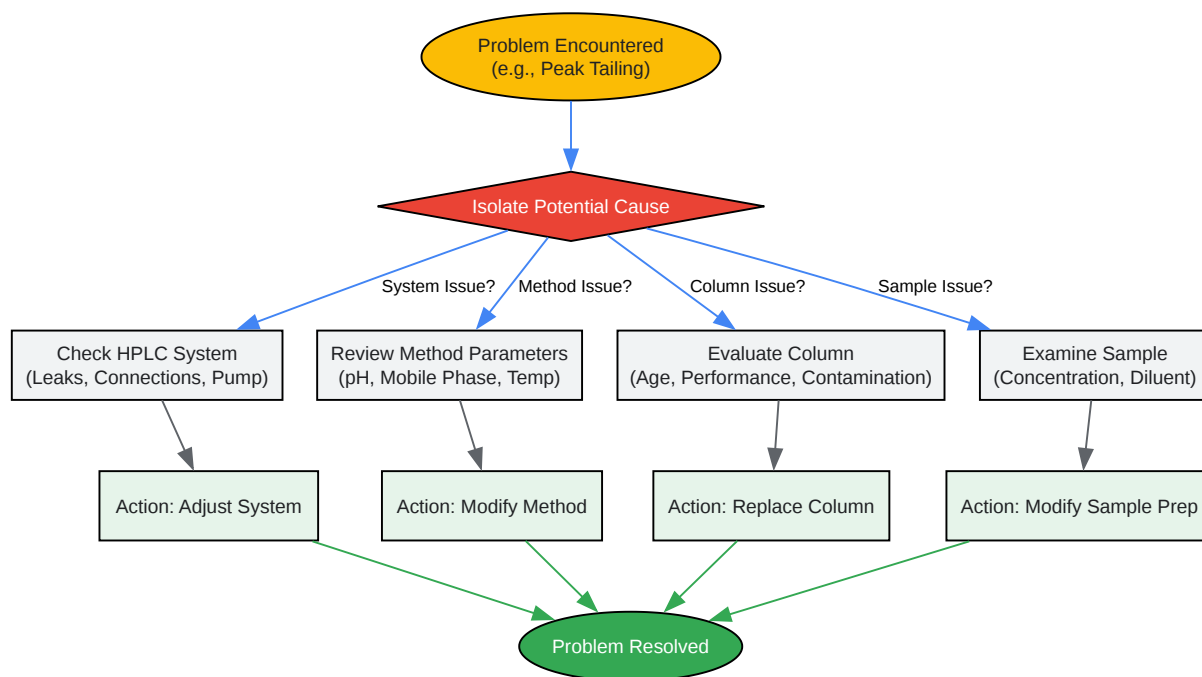 Problem Encountered
(e.g., Peak Tailing)
Isolate Potential Cause
System Issue?
Method Issue?
Column Issue?
Sample Issue?
Check HPLC System
(Leaks, Connections, Pump)
Review Method Parameters
(pH, Mobile Phase, Temp)
Evaluate Column
(Age, Performance, Contamination)
Examine Sample
(Concentration, Diluent)
Action: Adjust System
Action: Modify Method
Action: Replace Column
Action: Modify Sample Prep
Problem Resolved